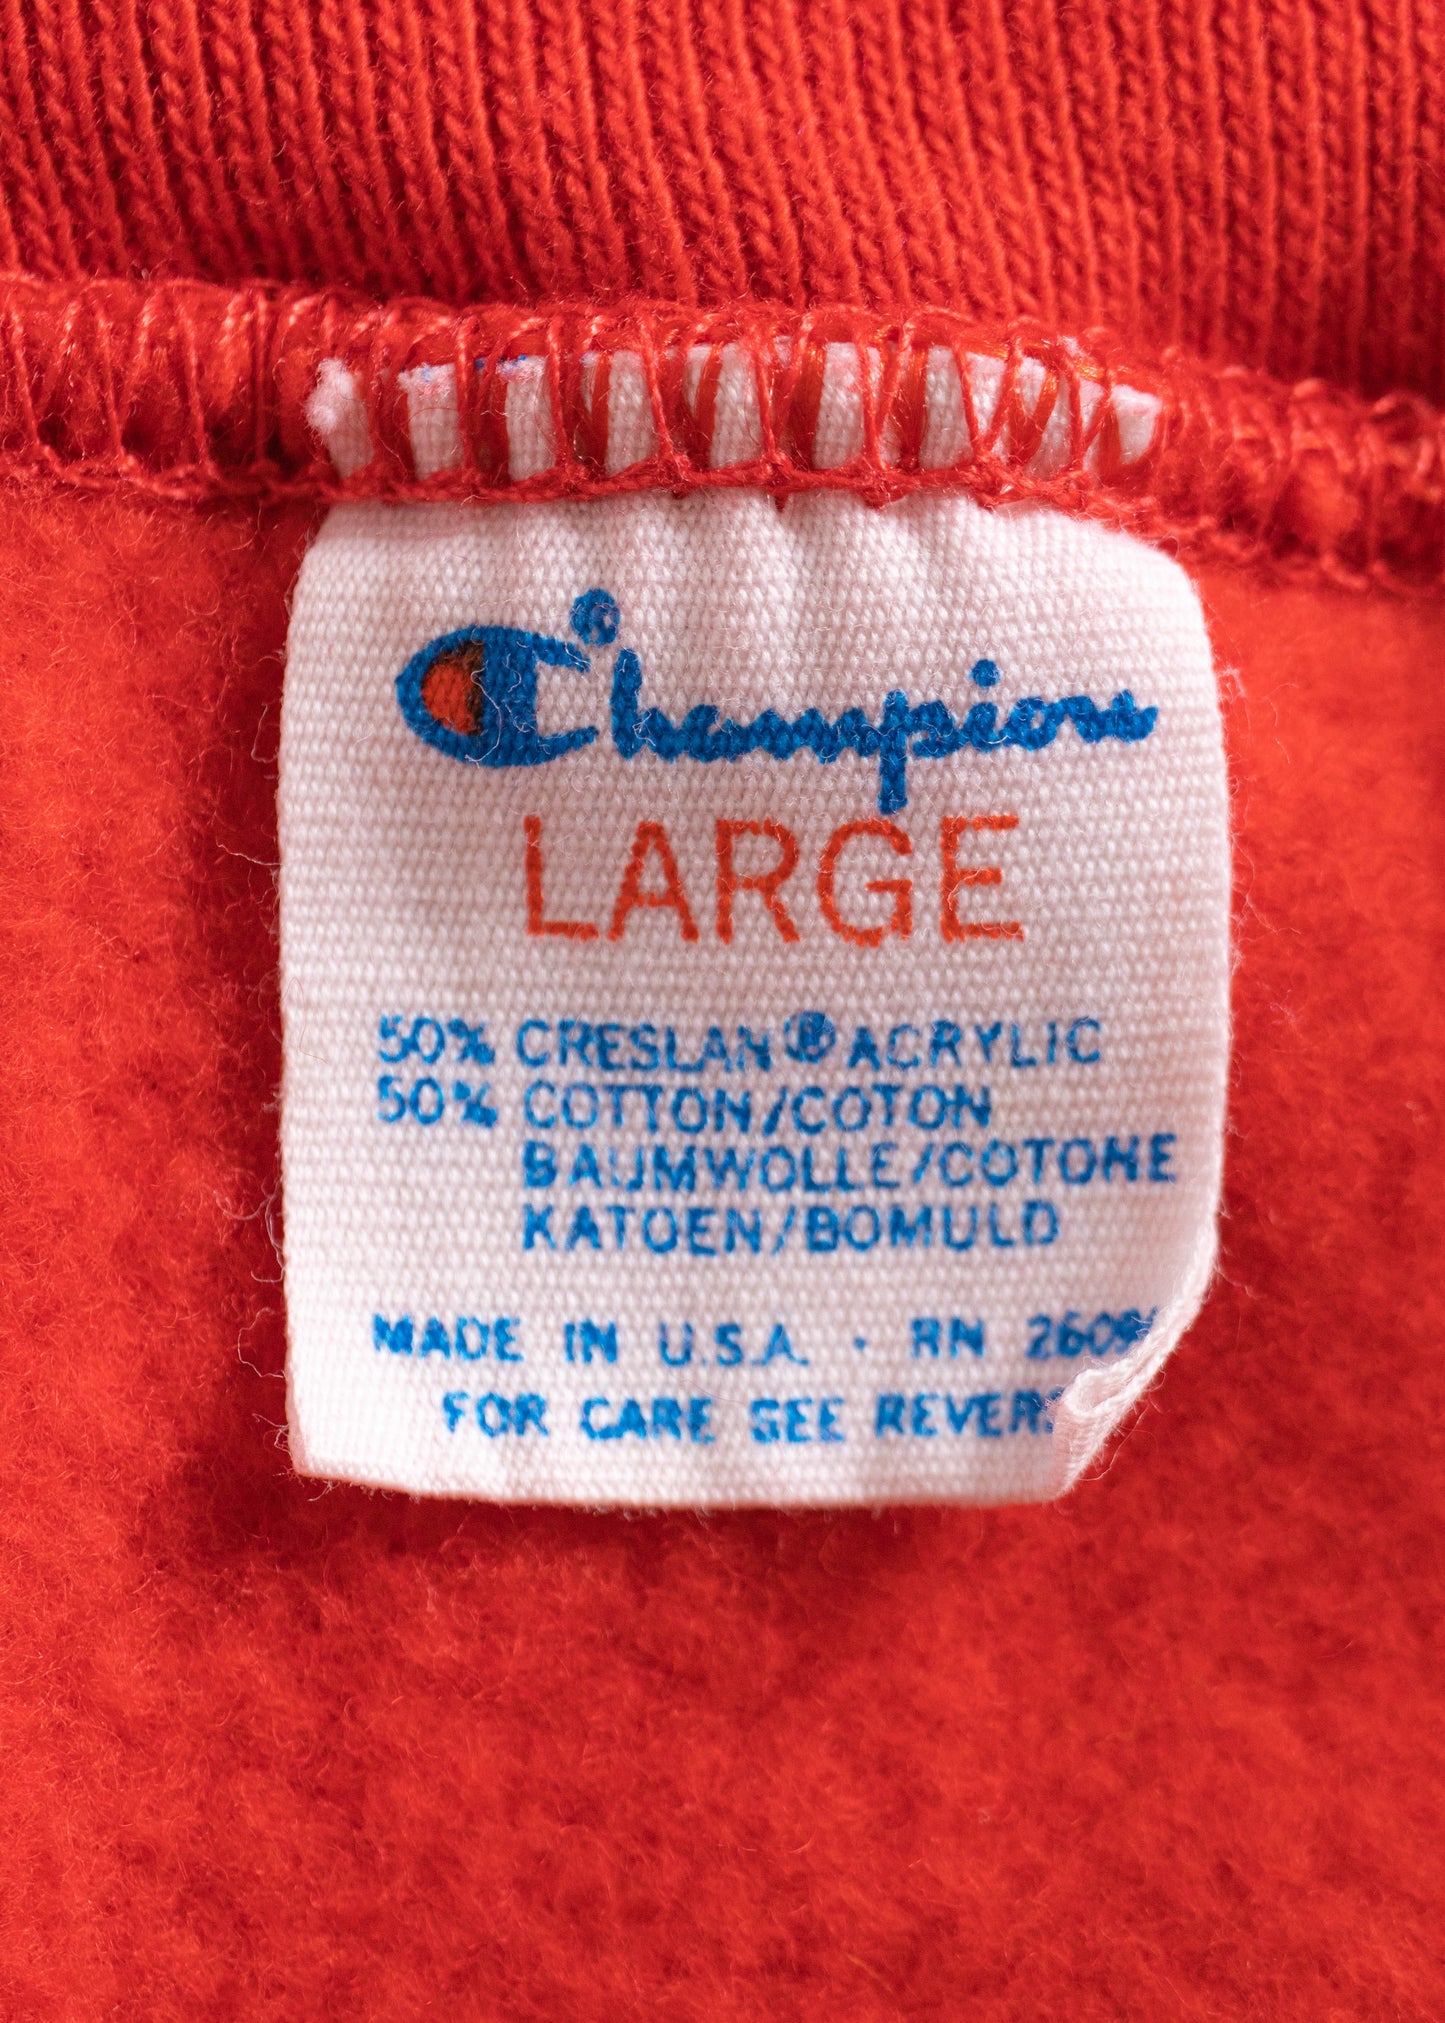 Champion
LARGE
50% CRESLAN® ACRYLIC
50% COTTON/COTON
BAUMWOLLE/COTONE
KATOEN/BOMULD
MADE IN U.S.A. · RN
FOR CARE SEE